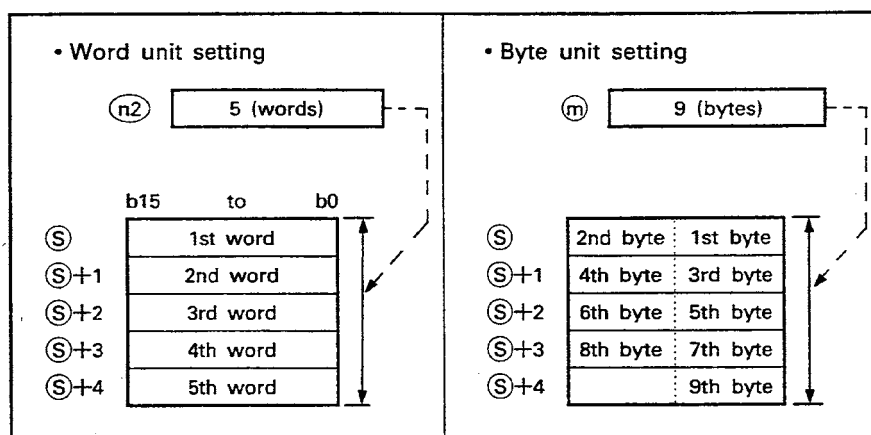 • Word unit setting
n2 5 (words)
b15 to b0
S 1st word
S+1 2nd word
S+2 3rd word
S+3 4th word
S+4 5th word
• Byte unit setting
m 9 (bytes)
S 2nd byte 1st byte
S+1 4th byte 3rd byte
S+2 6th byte 5th byte
S+3 8th byte 7th byte
S+4 9th byte